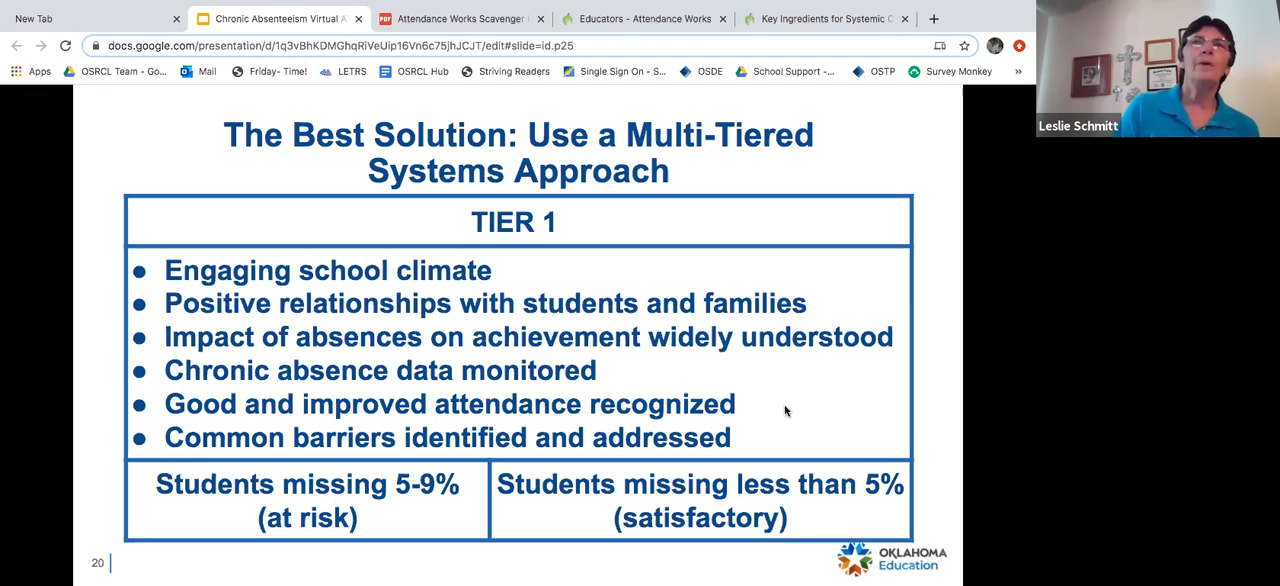 New Tab
Chronic Absenteeism Virtual A
Attendance Works Scavenger
Educators - Attendance Works
Key Ingredients for Systemic C
docs.google.com/presentation/d/1q3vBhKDMGhqRiVeUip16Vn6c75jhJCJT/edit#slide=id.p25
Apps
OSRCL Team - Go...
Mail
Friday- Time!
LETRS
OSRCL Hub
Striving Readers
Single Sign On - S...
OSDE
School Support -...
OSTP
Survey Monkey
»
Leslie Schmitt
The Best Solution: Use a Multi-Tiered
Systems Approach
TIER 1
● Engaging school climate
● Positive relationships with students and families
● Impact of absences on achievement widely understood
● Chronic absence data monitored
● Good and improved attendance recognized
● Common barriers identified and addressed
Students missing 5-9%
(at risk)
Students missing less than 5%
(satisfactory)
20
OKLAHOMA
Education